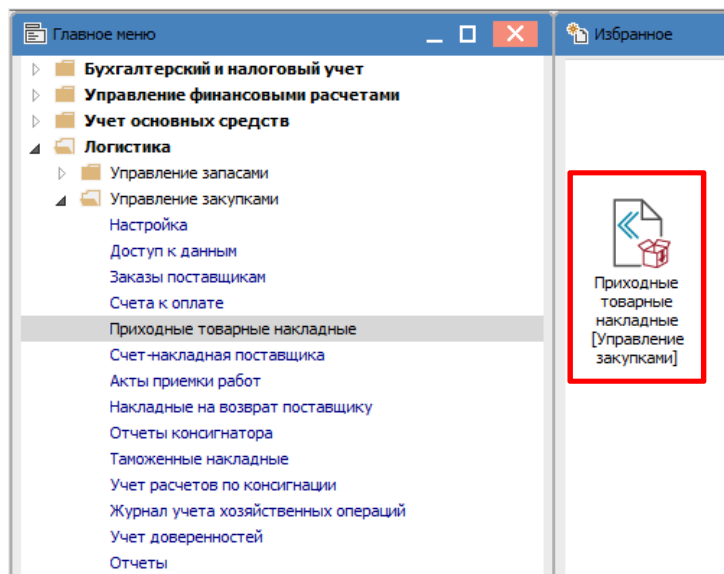 Главное меню
Бухгалтерский и налоговый учет
Управление финансовыми расчетами
Учет основных средств
Логистика
Управление запасами
Управление закупками
Настройка
Доступ к данным
Заказы поставщикам
Счета к оплате
Приходные товарные накладные
Счет-накладная поставщика
Акты приемки работ
Накладные на возврат поставщику
Отчеты консигнатора
Таможенные накладные
Учет расчетов по консигнации
Журнал учета хозяйственных операций
Учет доверенностей
Отчеты
Избранное
Приходные
товарные
накладные
[Управление
закупками]